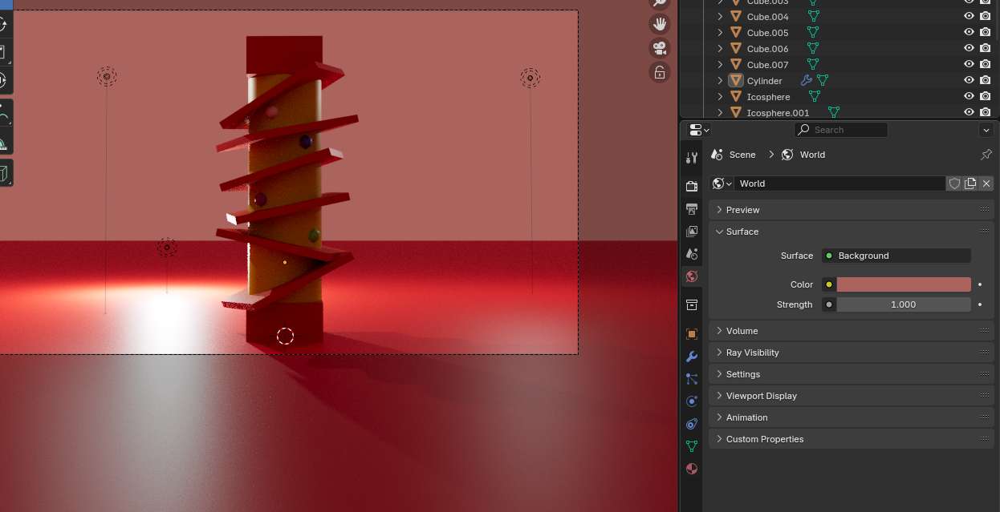 Cube.003
Cube.004
Cube.005
Cube.006
Cube.007
Cylinder
Icosphere
Icosphere.001
Search
Scene > World
World
Preview
Surface
Surface Background
Color
Strength 1.000
Volume
Ray Visibility
Settings
Viewport Display
Animation
Custom Properties